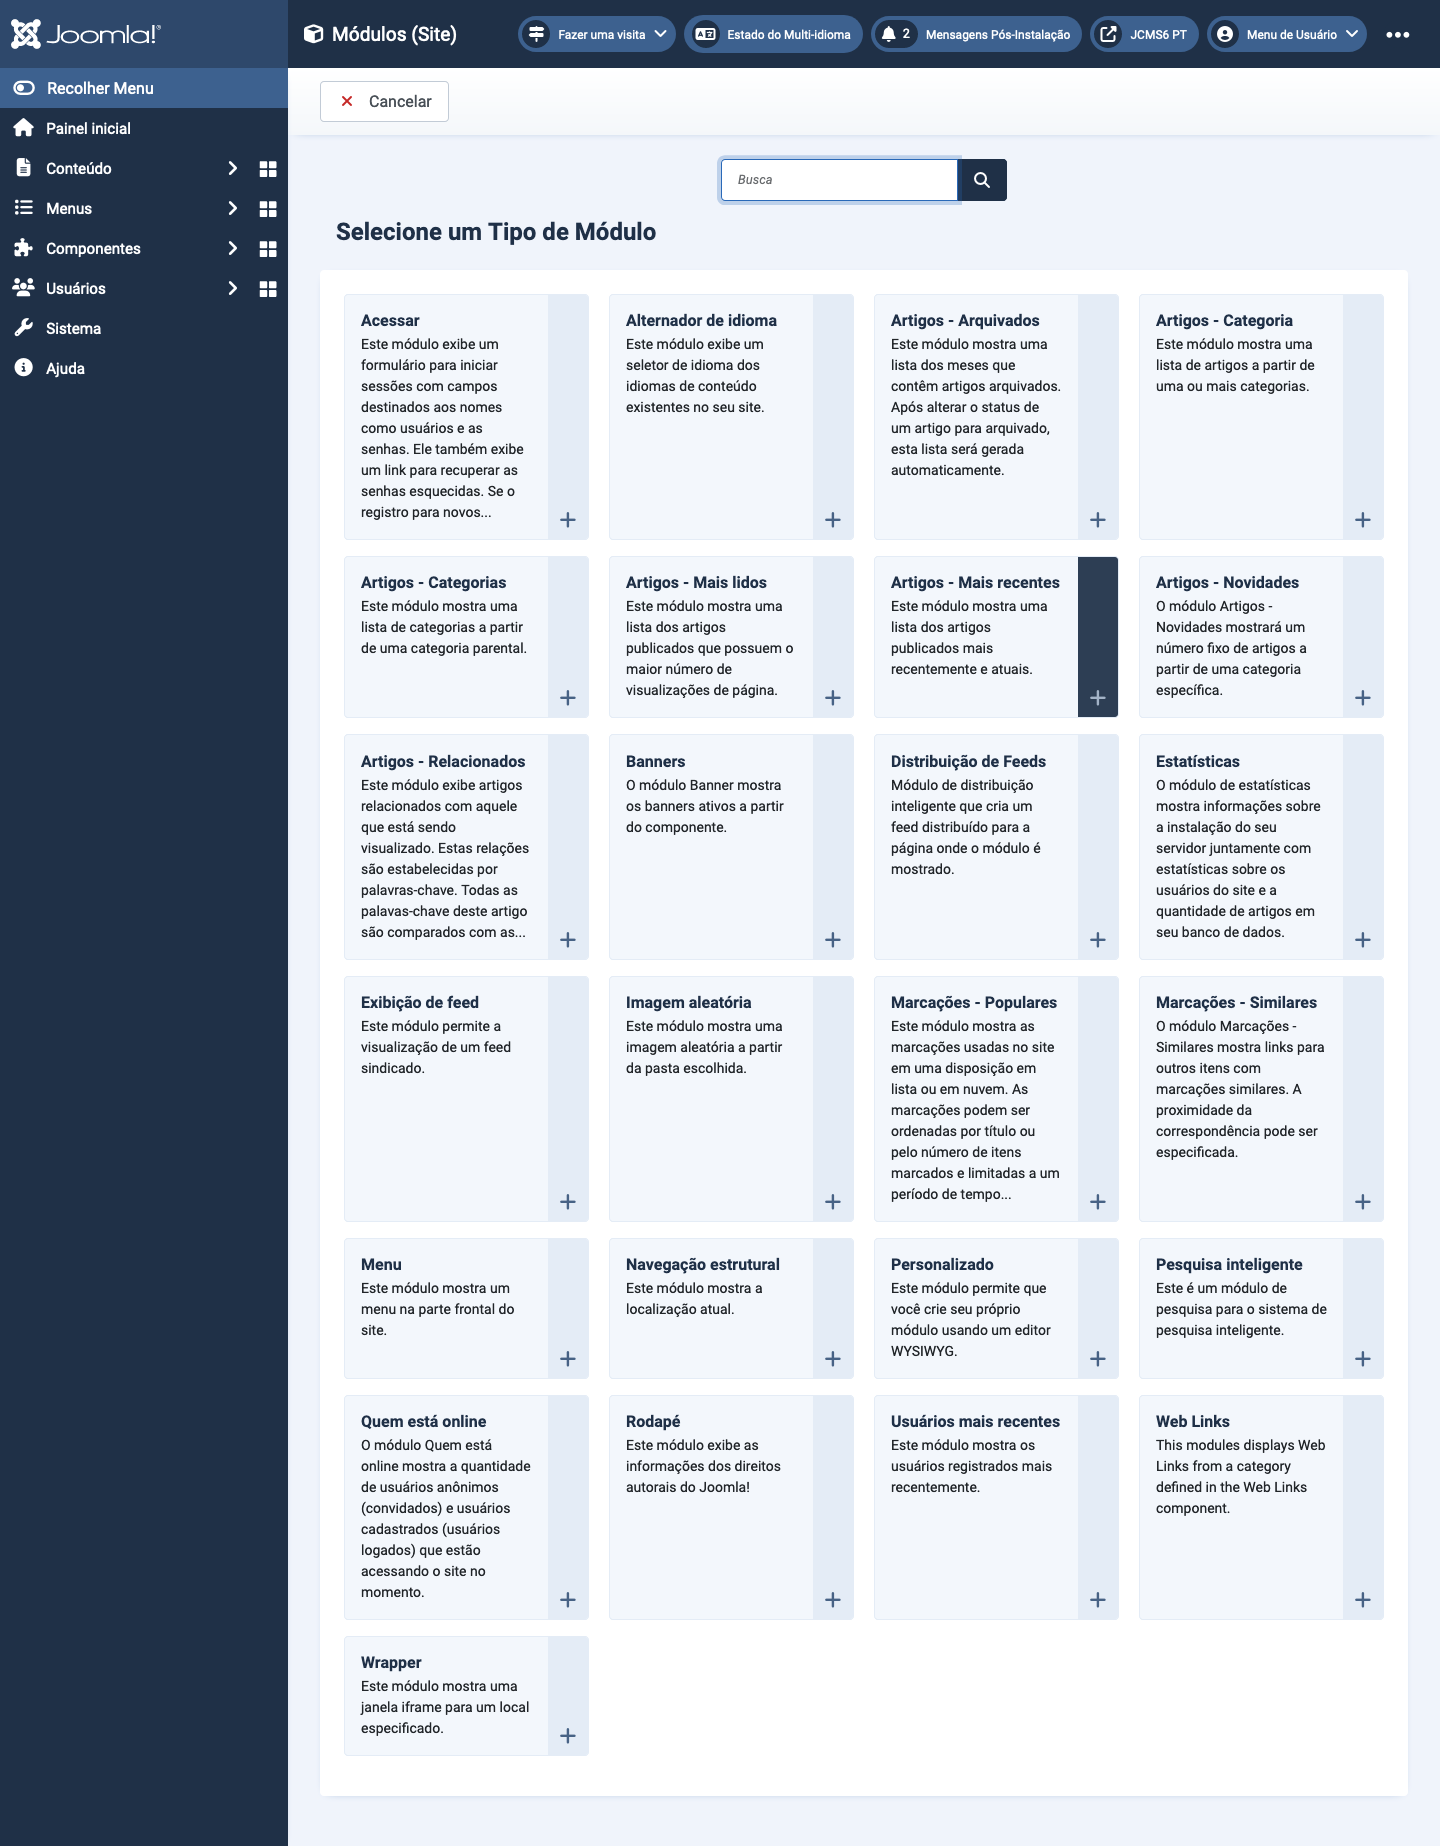 Joomla!®
Módulos (Site)
Fazer uma visita
Estado do Multi-idioma
2
Mensagens Pós-Instalação
JCMS6 PT
Menu de Usuário
Recolher Menu
Painel inicial
Conteúdo
Menus
Componentes
Usuários
Sistema
Ajuda
Cancelar
Busca
Selecione um Tipo de Módulo
Acessar
Este módulo exibe um
formulário para iniciar
sessões com campos
destinados aos nomes
como usuários e as
senhas. Ele também exibe
um link para recuperar as
senhas esquecidas. Se o
registro para novos...
Alternador de idioma
Este módulo exibe um
seletor de idioma dos
idiomas de conteúdo
existentes no seu site.
Artigos - Arquivados
Este módulo mostra uma
lista dos meses que
contêm artigos arquivados.
Após alterar o status de
um artigo para arquivado,
esta lista será gerada
automaticamente.
Artigos - Categoria
Este módulo mostra uma
lista de artigos a partir de
uma ou mais categorias.
Artigos - Categorias
Este módulo mostra uma
lista de categorias a partir
de uma categoria parental.
Artigos - Mais lidos
Este módulo mostra uma
lista dos artigos
publicados que possuem o
maior número de
visualizações de página.
Artigos - Mais recentes
Este módulo mostra uma
lista dos artigos
publicados mais
recentemente e atuais.
Artigos - Novidades
O módulo Artigos -
Novidades mostrará um
número fixo de artigos a
partir de uma categoria
específica.
Artigos - Relacionados
Este módulo exibe artigos
relacionados com aquele
que está sendo
visualizado. Estas relações
são estabelecidas por
palavras-chave. Todas as
palavas-chave deste artigo
são comparados com as...
Banners
O módulo Banner mostra
os banners ativos a partir
do componente.
Distribuição de Feeds
Módulo de distribuição
inteligente que cria um
feed distribuído para a
página onde o módulo é
mostrado.
Estatísticas
O módulo de estatísticas
mostra informações sobre
a instalação do seu
servidor juntamente com
estatísticas sobre os
usuários do site e a
quantidade de artigos em
seu banco de dados.
Exibição de feed
Este módulo permite a
visualização de um feed
sindicado.
Imagem aleatória
Este módulo mostra uma
imagem aleatória a partir
da pasta escolhida.
Marcações - Populares
Este módulo mostra as
marcações usadas no site
em uma disposição em
lista ou em nuvem. As
marcações podem ser
ordenadas por título ou
pelo número de itens
marcados e limitadas a um
período de tempo...
Marcações - Similares
O módulo Marcações -
Similares mostra links para
outros itens com
marcações similares. A
proximidade da
correspondência pode ser
especificada.
Menu
Este módulo mostra um
menu na parte frontal do
site.
Navegação estrutural
Este módulo mostra a
localização atual.
Personalizado
Este módulo permite que
você crie seu próprio
módulo usando um editor
WYSIWYG.
Pesquisa inteligente
Este é um módulo de
pesquisa para o sistema de
pesquisa inteligente.
Quem está online
O módulo Quem está
online mostra a quantidade
de usuários anônimos
(convidados) e usuários
cadastrados (usuários
logados) que estão
acessando o site no
momento.
Rodapé
Este módulo exibe as
informações dos direitos
autorais do Joomla!
Usuários mais recentes
Este módulo mostra os
usuários registrados mais
recentemente.
Web Links
This modules displays Web
Links from a category
defined in the Web Links
component.
Wrapper
Este módulo mostra uma
janela iframe para um local
especificado.